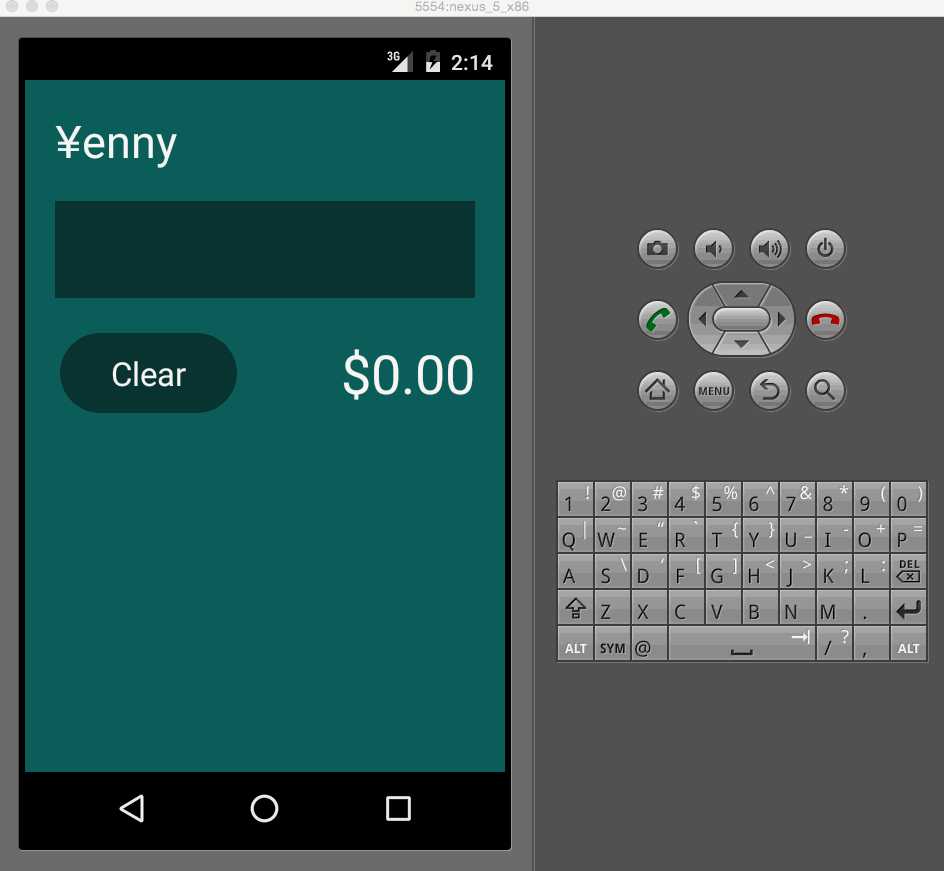 5554:nexus_5_x86
3G 2:14
¥enny
Clear $0.00
MENU
1 ! 2 @ 3 # 4 $ 5 % 6 ^ 7 & 8 * 9 ( 0 )
Q | W ~ E “ R ` T { Y } U _ I - O + P =
A S \ D ‘ F [ G ] H < J > K ; L : DEL
Z X C V B N M .
ALT SYM @ / ? , ALT